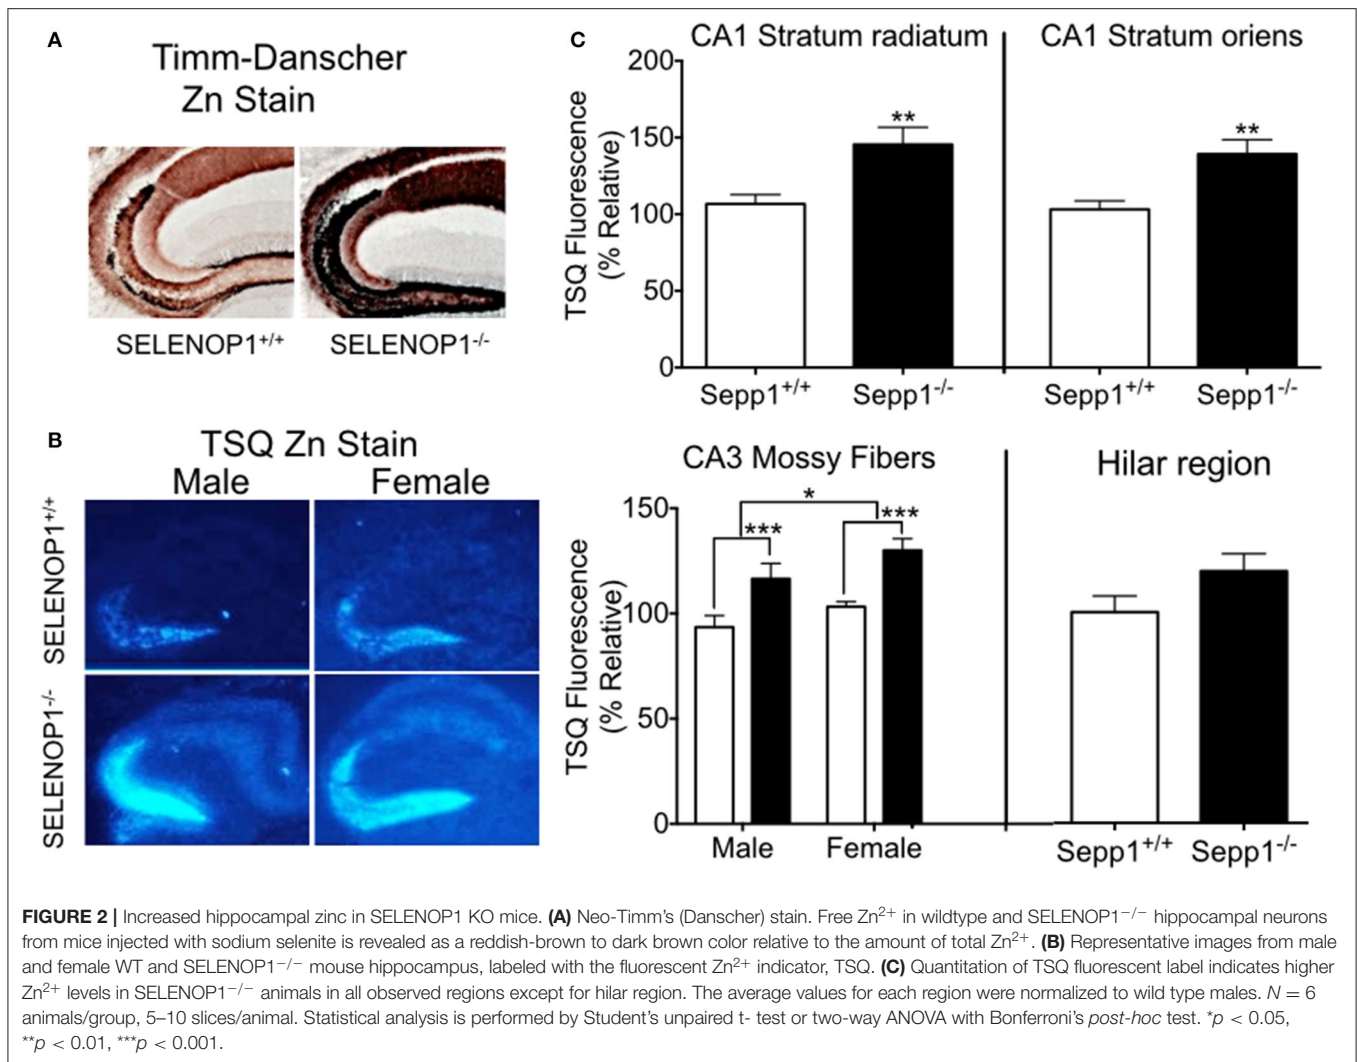 A
Timm-Danscher
Zn Stain
SELENOP1+/+
SELENOP1-/-
B
TSQ Zn Stain
Male
Female
SELENOP1+/+
SELENOP1-/-
C
CA1 Stratum radiatum
CA1 Stratum oriens
TSQ Fluorescence
(% Relative)
200
150
100
50
0
**
**
Sepp1+/+
Sepp1-/-
Sepp1+/+
Sepp1-/-
CA3 Mossy Fibers
Hilar region
TSQ Fluorescence
(% Relative)
150
100
50
0
*
***
***
Male
Female
Sepp1+/+
Sepp1-/-
FIGURE 2 | Increased hippocampal zinc in SELENOP1 KO mice. (A) Neo-Timm's (Danscher) stain. Free Zn2+ in wildtype and SELENOP1−/− hippocampal neurons
from mice injected with sodium selenite is revealed as a reddish-brown to dark brown color relative to the amount of total Zn2+. (B) Representative images from male
and female WT and SELENOP1−/− mouse hippocampus, labeled with the fluorescent Zn2+ indicator, TSQ. (C) Quantitation of TSQ fluorescent label indicates higher
Zn2+ levels in SELENOP1−/− animals in all observed regions except for hilar region. The average values for each region were normalized to wild type males. N = 6
animals/group, 5–10 slices/animal. Statistical analysis is performed by Student's unpaired t- test or two-way ANOVA with Bonferroni's post-hoc test. *p < 0.05,
**p < 0.01, ***p < 0.001.